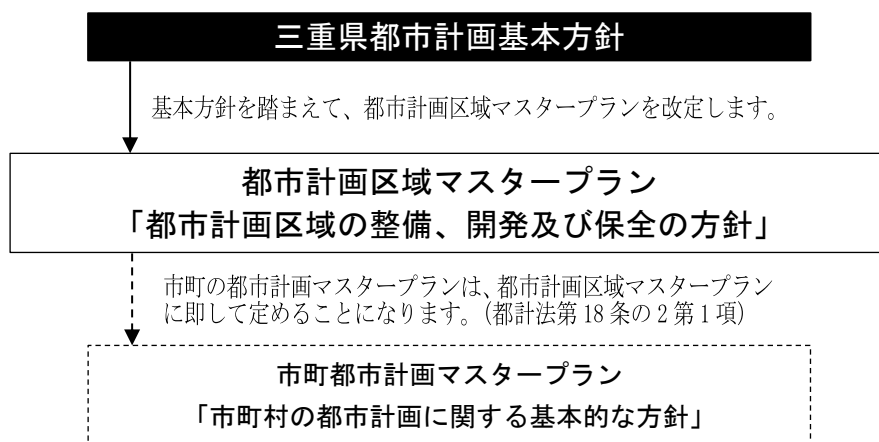 三重県都市計画基本方針
基本方針を踏まえて、都市計画区域マスタープランを改定します。
都市計画区域マスタープラン
「都市計画区域の整備、開発及び保全の方針」
市町の都市計画マスタープランは、都市計画区域マスタープラン
に即して定めることになります。（都計法第 18 条の 2 第 1 項）
市町都市計画マスタープラン
「市町村の都市計画に関する基本的な方針」